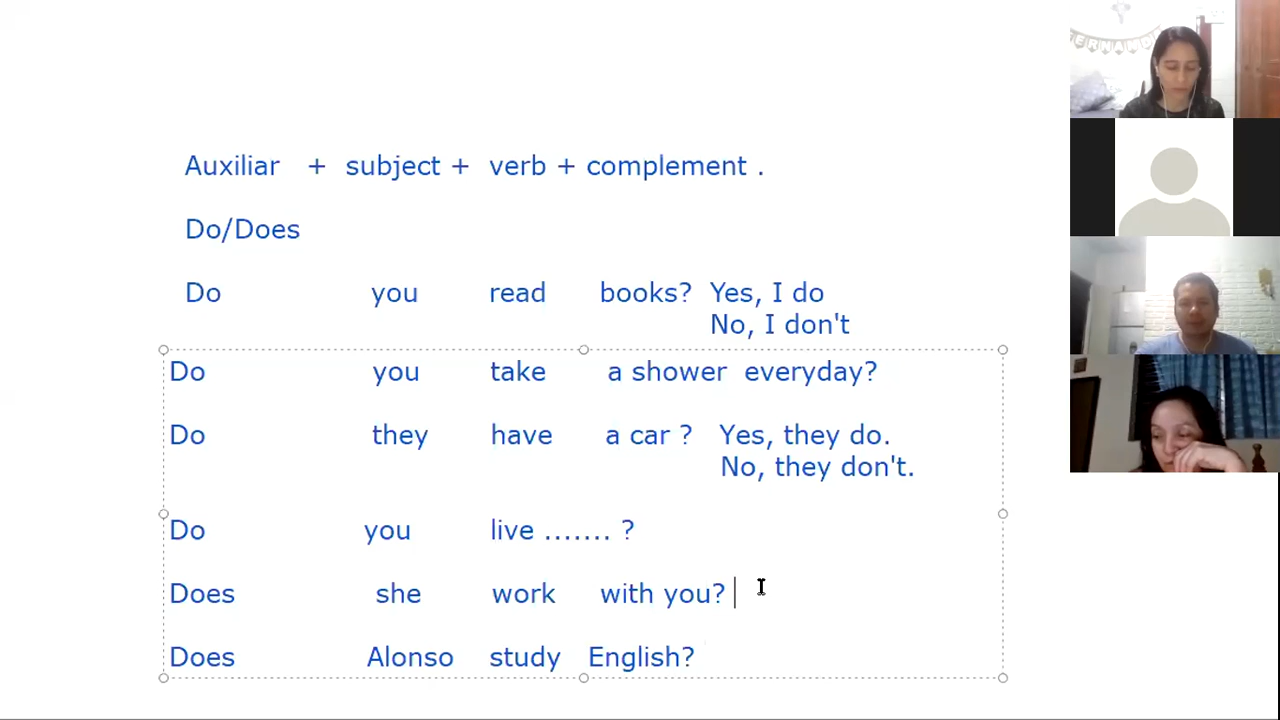 Auxiliar + subject + verb + complement .
Do/Does
Do you read books? Yes, I do
No, I don't
Do you take a shower everyday?
Do they have a car ? Yes, they do.
No, they don't.
Do you live ....... ?
Does she work with you?
Does Alonso study English?